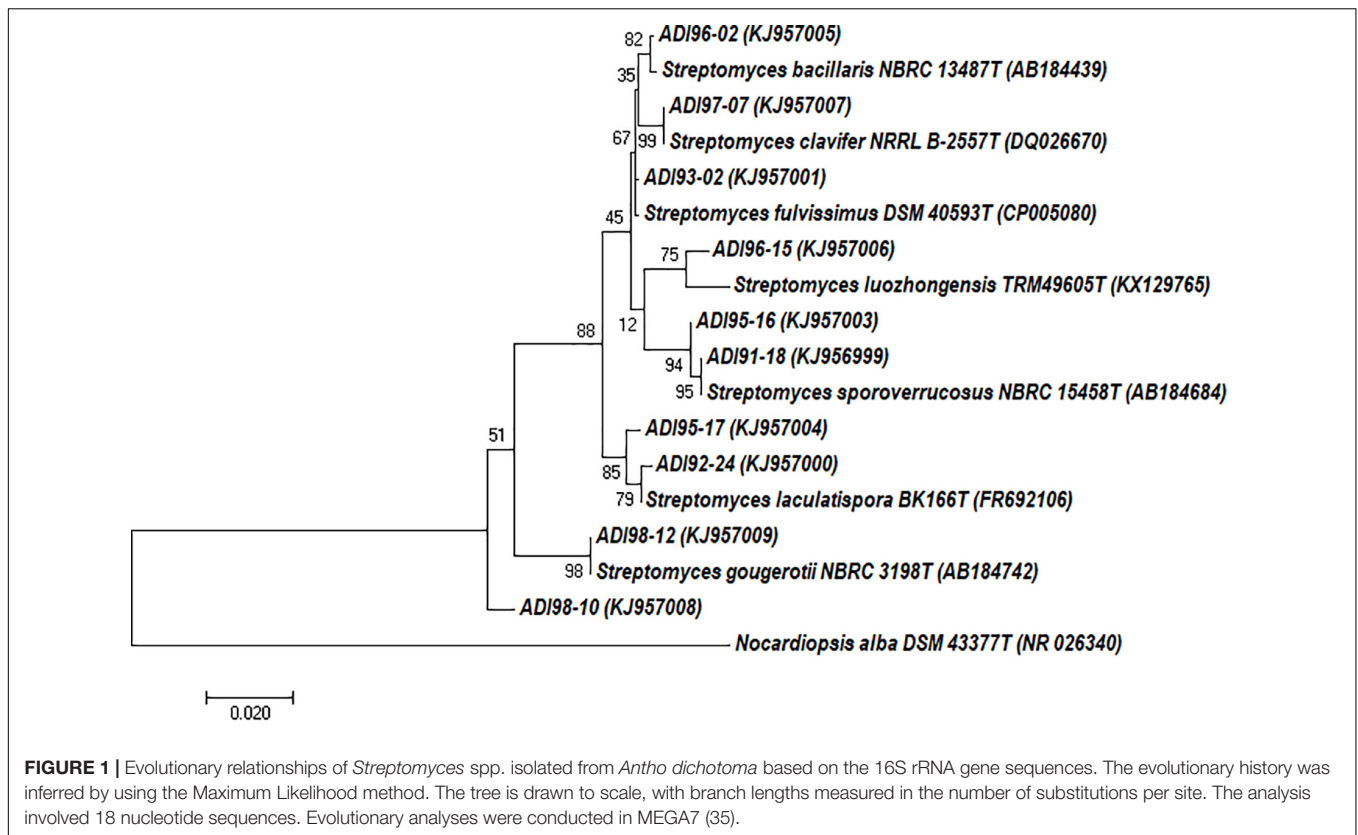 82 ADI96-02 (KJ957005)
Streptomyces bacillaris NBRC 13487T (AB184439)
35
ADI97-07 (KJ957007)
67 99 Streptomyces clavifer NRRL B-2557T (DQ026670)
ADI93-02 (KJ957001)
45 Streptomyces fulvissimus DSM 40593T (CP005080)
75 ADI96-15 (KJ957006)
Streptomyces luozhongensis TRM49605T (KX129765)
88 12 ADI95-16 (KJ957003)
94 ADI91-18 (KJ956999)
95 Streptomyces sporoverrucosus NBRC 15458T (AB184684)
51 ADI95-17 (KJ957004)
85 ADI92-24 (KJ957000)
79 Streptomyces laculatispora BK166T (FR692106)
ADI98-12 (KJ957009)
98 Streptomyces gougerotii NBRC 3198T (AB184742)
ADI98-10 (KJ957008)
Nocardiopsis alba DSM 43377T (NR 026340)
0.020
FIGURE 1 | Evolutionary relationships of Streptomyces spp. isolated from Antho dichotoma based on the 16S rRNA gene sequences. The evolutionary history was
inferred by using the Maximum Likelihood method. The tree is drawn to scale, with branch lengths measured in the number of substitutions per site. The analysis
involved 18 nucleotide sequences. Evolutionary analyses were conducted in MEGA7 (35).